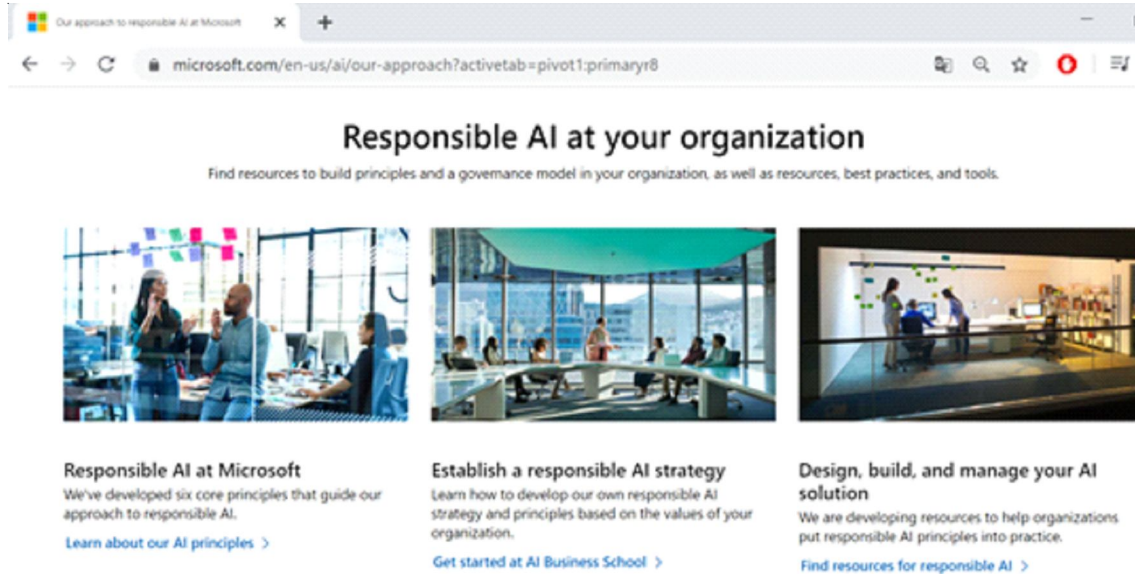 Our approach to responsible AI at Microsoft
microsoft.com/en-us/ai/our-approach?activetab=pivot1:primaryr8
Responsible AI at your organization
Find resources to build principles and a governance model in your organization, as well as resources, best practices, and tools.
Responsible AI at Microsoft
We've developed six core principles that guide our
approach to responsible AI.
Learn about our AI principles >
Establish a responsible AI strategy
Learn how to develop our own responsible AI
strategy and principles based on the values of your
organization.
Get started at AI Business School >
Design, build, and manage your AI
solution
We are developing resources to help organizations
put responsible AI principles into practice.
Find resources for responsible AI >